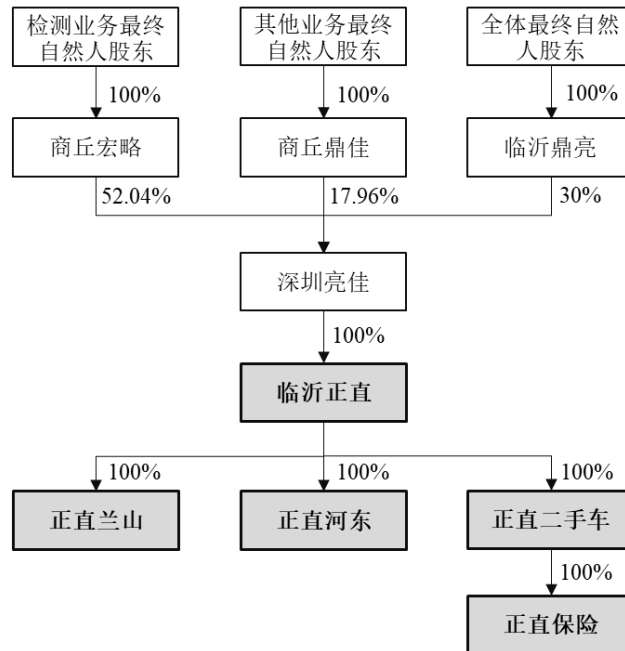 检测业务最终
自然人股东
其他业务最终
自然人股东
全体最终自然
人股东
100%
100%
100%
商丘宏略
商丘鼎佳
临沂鼎亮
52.04%
17.96%
30%
深圳亮佳
100%
临沂正直
100%
100%
100%
正直兰山
正直河东
正直二手车
100%
正直保险